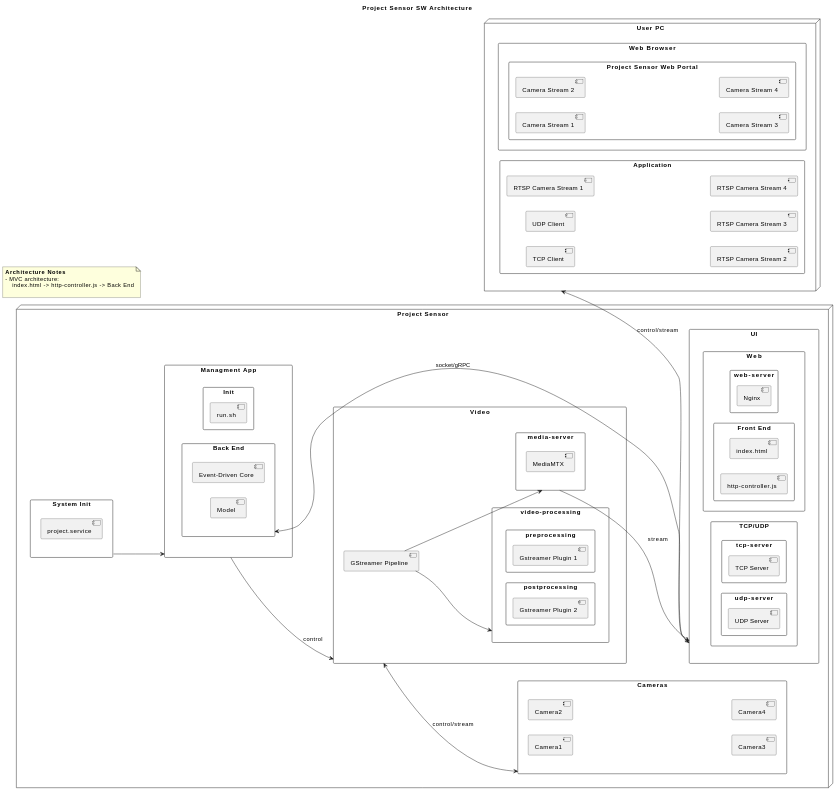 Project Sensor SW Architecture
User PC
Web Browser
Project Sensor Web Portal
Camera Stream 2
Camera Stream 4
Camera Stream 1
Camera Stream 3
Application
RTSP Camera Stream 1
RTSP Camera Stream 4
UDP Client
RTSP Camera Stream 3
TCP Client
RTSP Camera Stream 2
Architecture Notes
- MVC architecture:
index.html -> http-controller.js -> Back End
Project Sensor
control/stream
UI
Web
web-server
Nginx
Front End
index.html
http-controller.js
TCP/UDP
tcp-server
TCP Server
udp-server
UDP Server
socket/gRPC
Managment App
Init
run.sh
Back End
Event-Driven Core
Model
System Init
project.service
Video
media-server
MediaMTX
video-processing
preprocessing
Gstreamer Plugin 1
postprocessing
Gstreamer Plugin 2
GStreamer Pipeline
stream
control
control/stream
Cameras
Camera2
Camera4
Camera1
Camera3